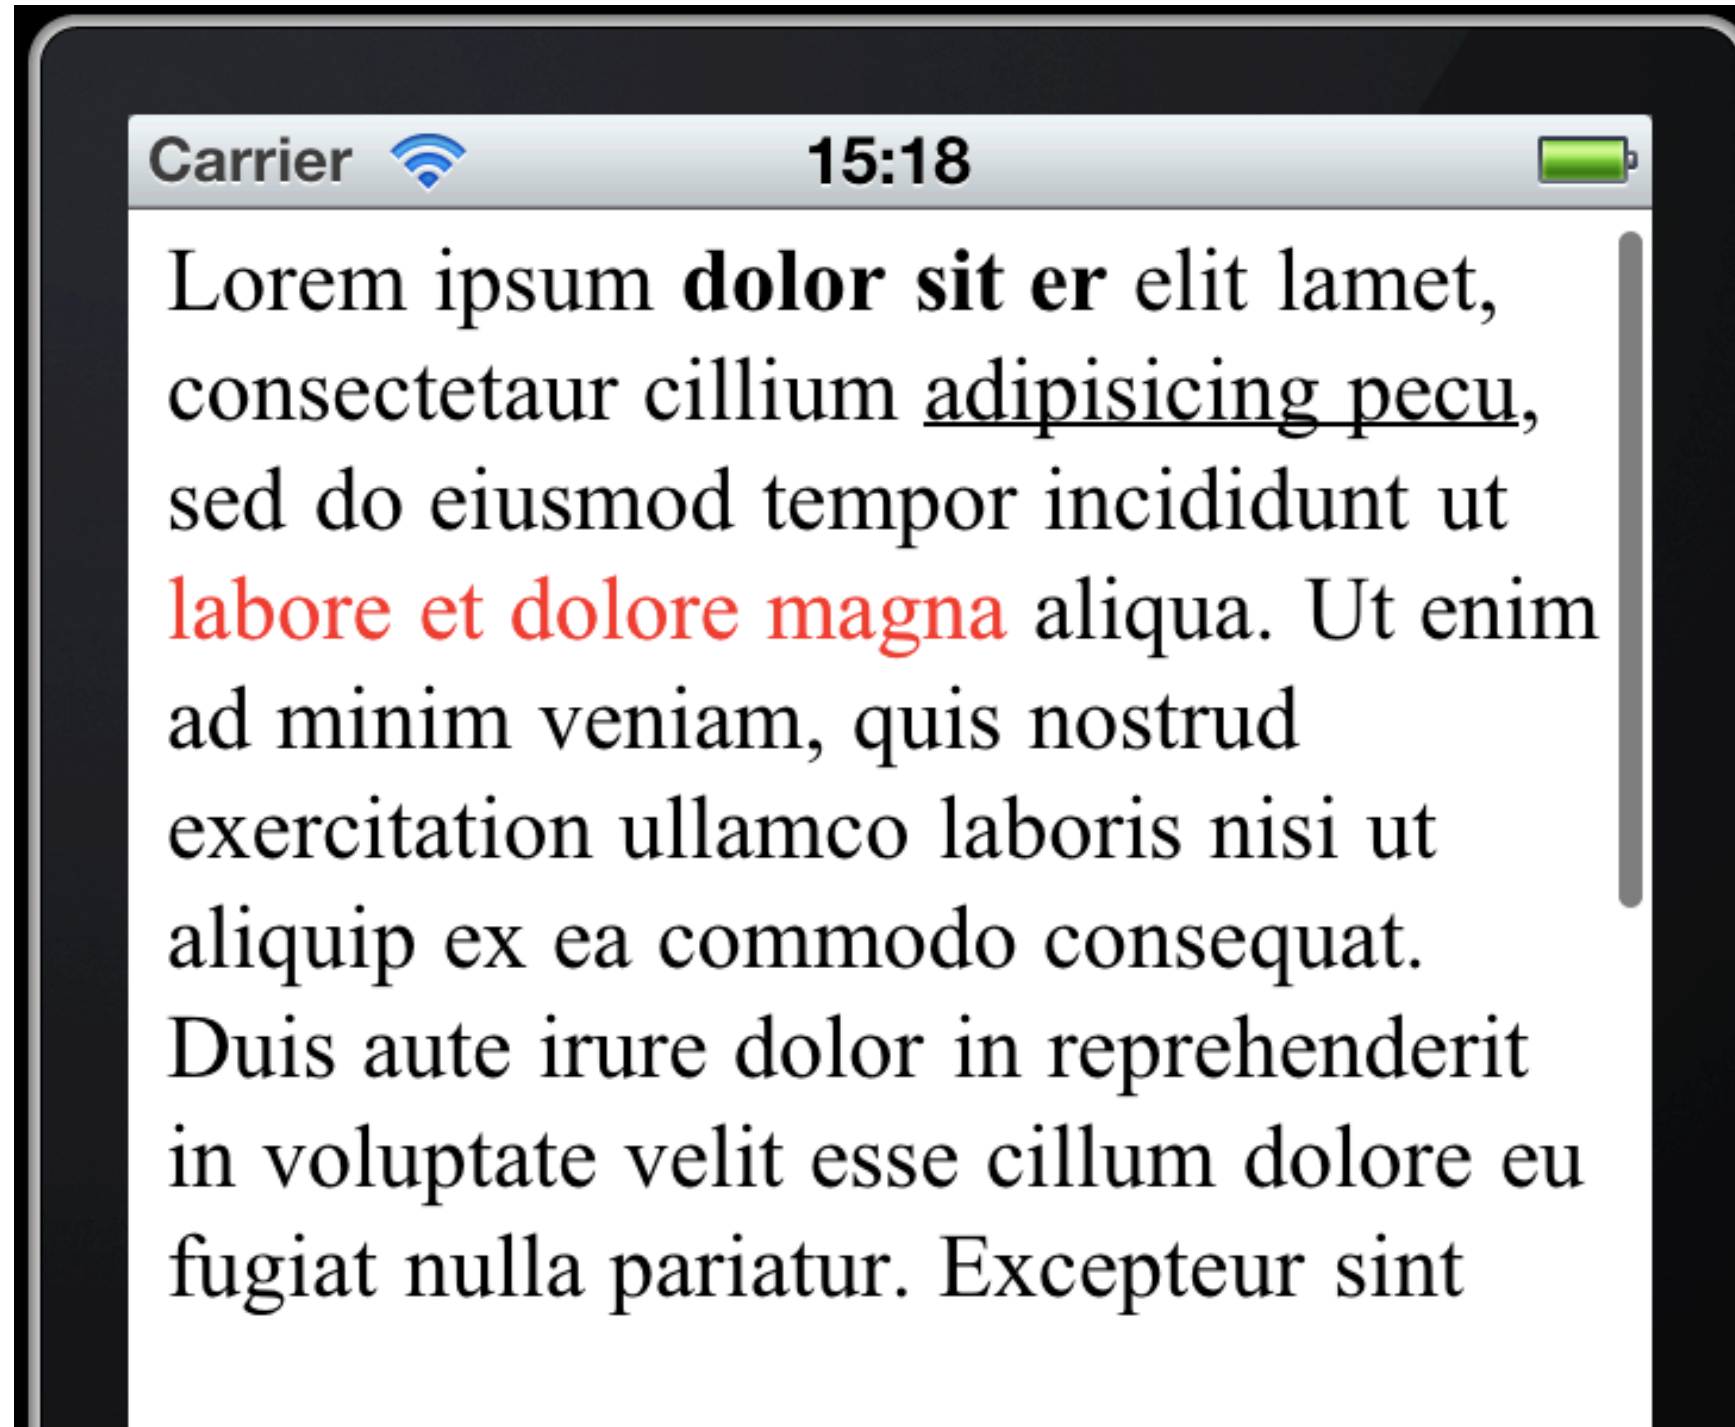 Carrier 15:18
Lorem ipsum dolor sit er elit lamet,
consectetaur cillium adipisicing pecu,
sed do eiusmod tempor incididunt ut
labore et dolore magna aliqua. Ut enim
ad minim veniam, quis nostrud
exercitation ullamco laboris nisi ut
aliquip ex ea commodo consequat.
Duis aute irure dolor in reprehenderit
in voluptate velit esse cillum dolore eu
fugiat nulla pariatur. Excepteur sint